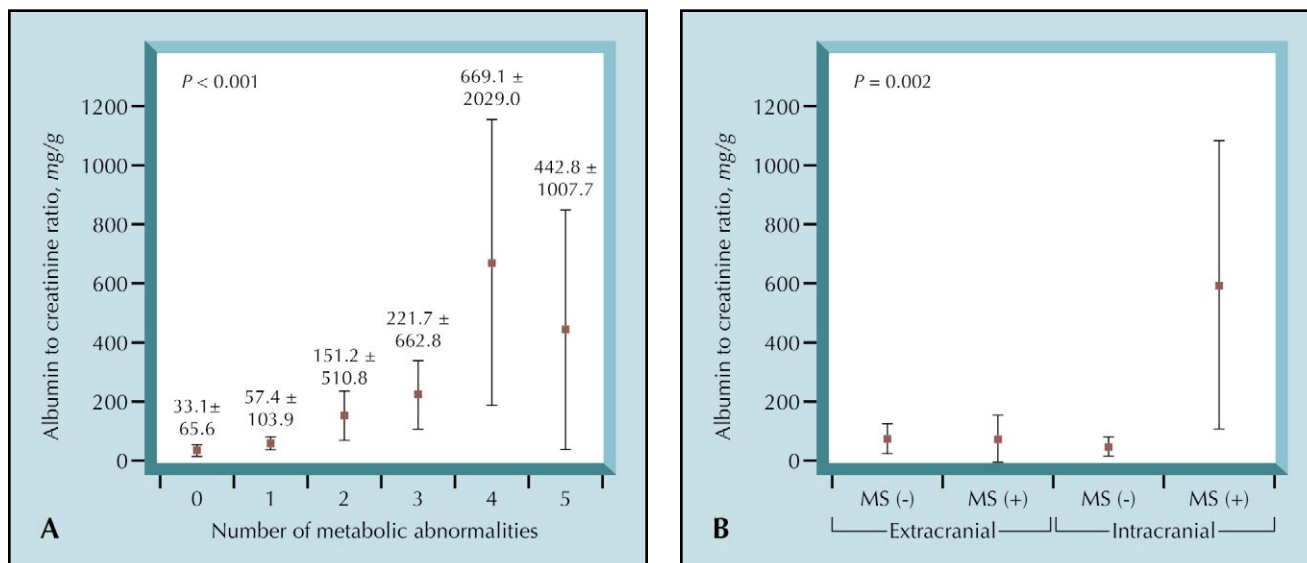 P < 0.001
Albumin to creatinine ratio, mg/g
1200
1000
800
600
400
200
0
33.1±
65.6
57.4 ±
103.9
151.2 ±
510.8
221.7 ±
662.8
669.1 ±
2029.0
442.8 ±
1007.7
0 1 2 3 4 5
Number of metabolic abnormalities
A
P = 0.002
Albumin to creatinine ratio, mg/g
1200
1000
800
600
400
200
0
MS (-) MS (+) MS (-) MS (+)
Extracranial Intracranial
B